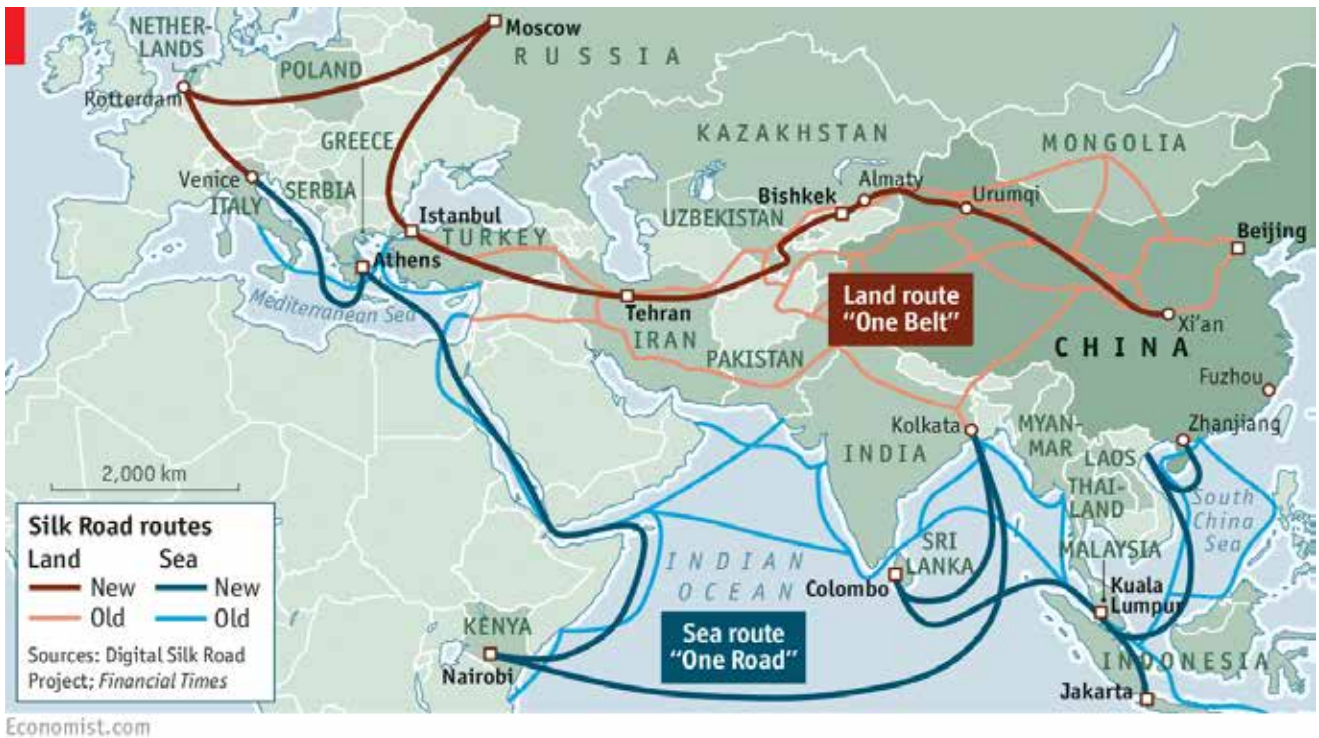 NETHER-
LANDS
Moscow
RUSSIA
POLAND
Rotterdam
KAZAKHSTAN
MONGOLIA
GREECE
Venice
ITALY
SERBIA
Bishkek
Almaty
Urumqi
Istanbul
TURKEY
UZBEKISTAN
Beijing
Athens
Mediterranean Sea
Tehran
IRAN
Land route
“One Belt”
Xi’an
CHINA
PAKISTAN
Fuzhou
Kolkata
MYAN-
MAR
Zhanjiang
INDIA
LAOS
2,000 km
THAI-
LAND
South
China
Sea
Silk Road routes
Land Sea
New New
Old Old
Sources: Digital Silk Road
Project; Financial Times
INDIAN
OCEAN
SRI
LANKA
Colombo
MALAYSIA
Kuala
Lumpur
KENYA
Nairobi
Sea route
“One Road”
INDONESIA
Jakarta
Economist.com